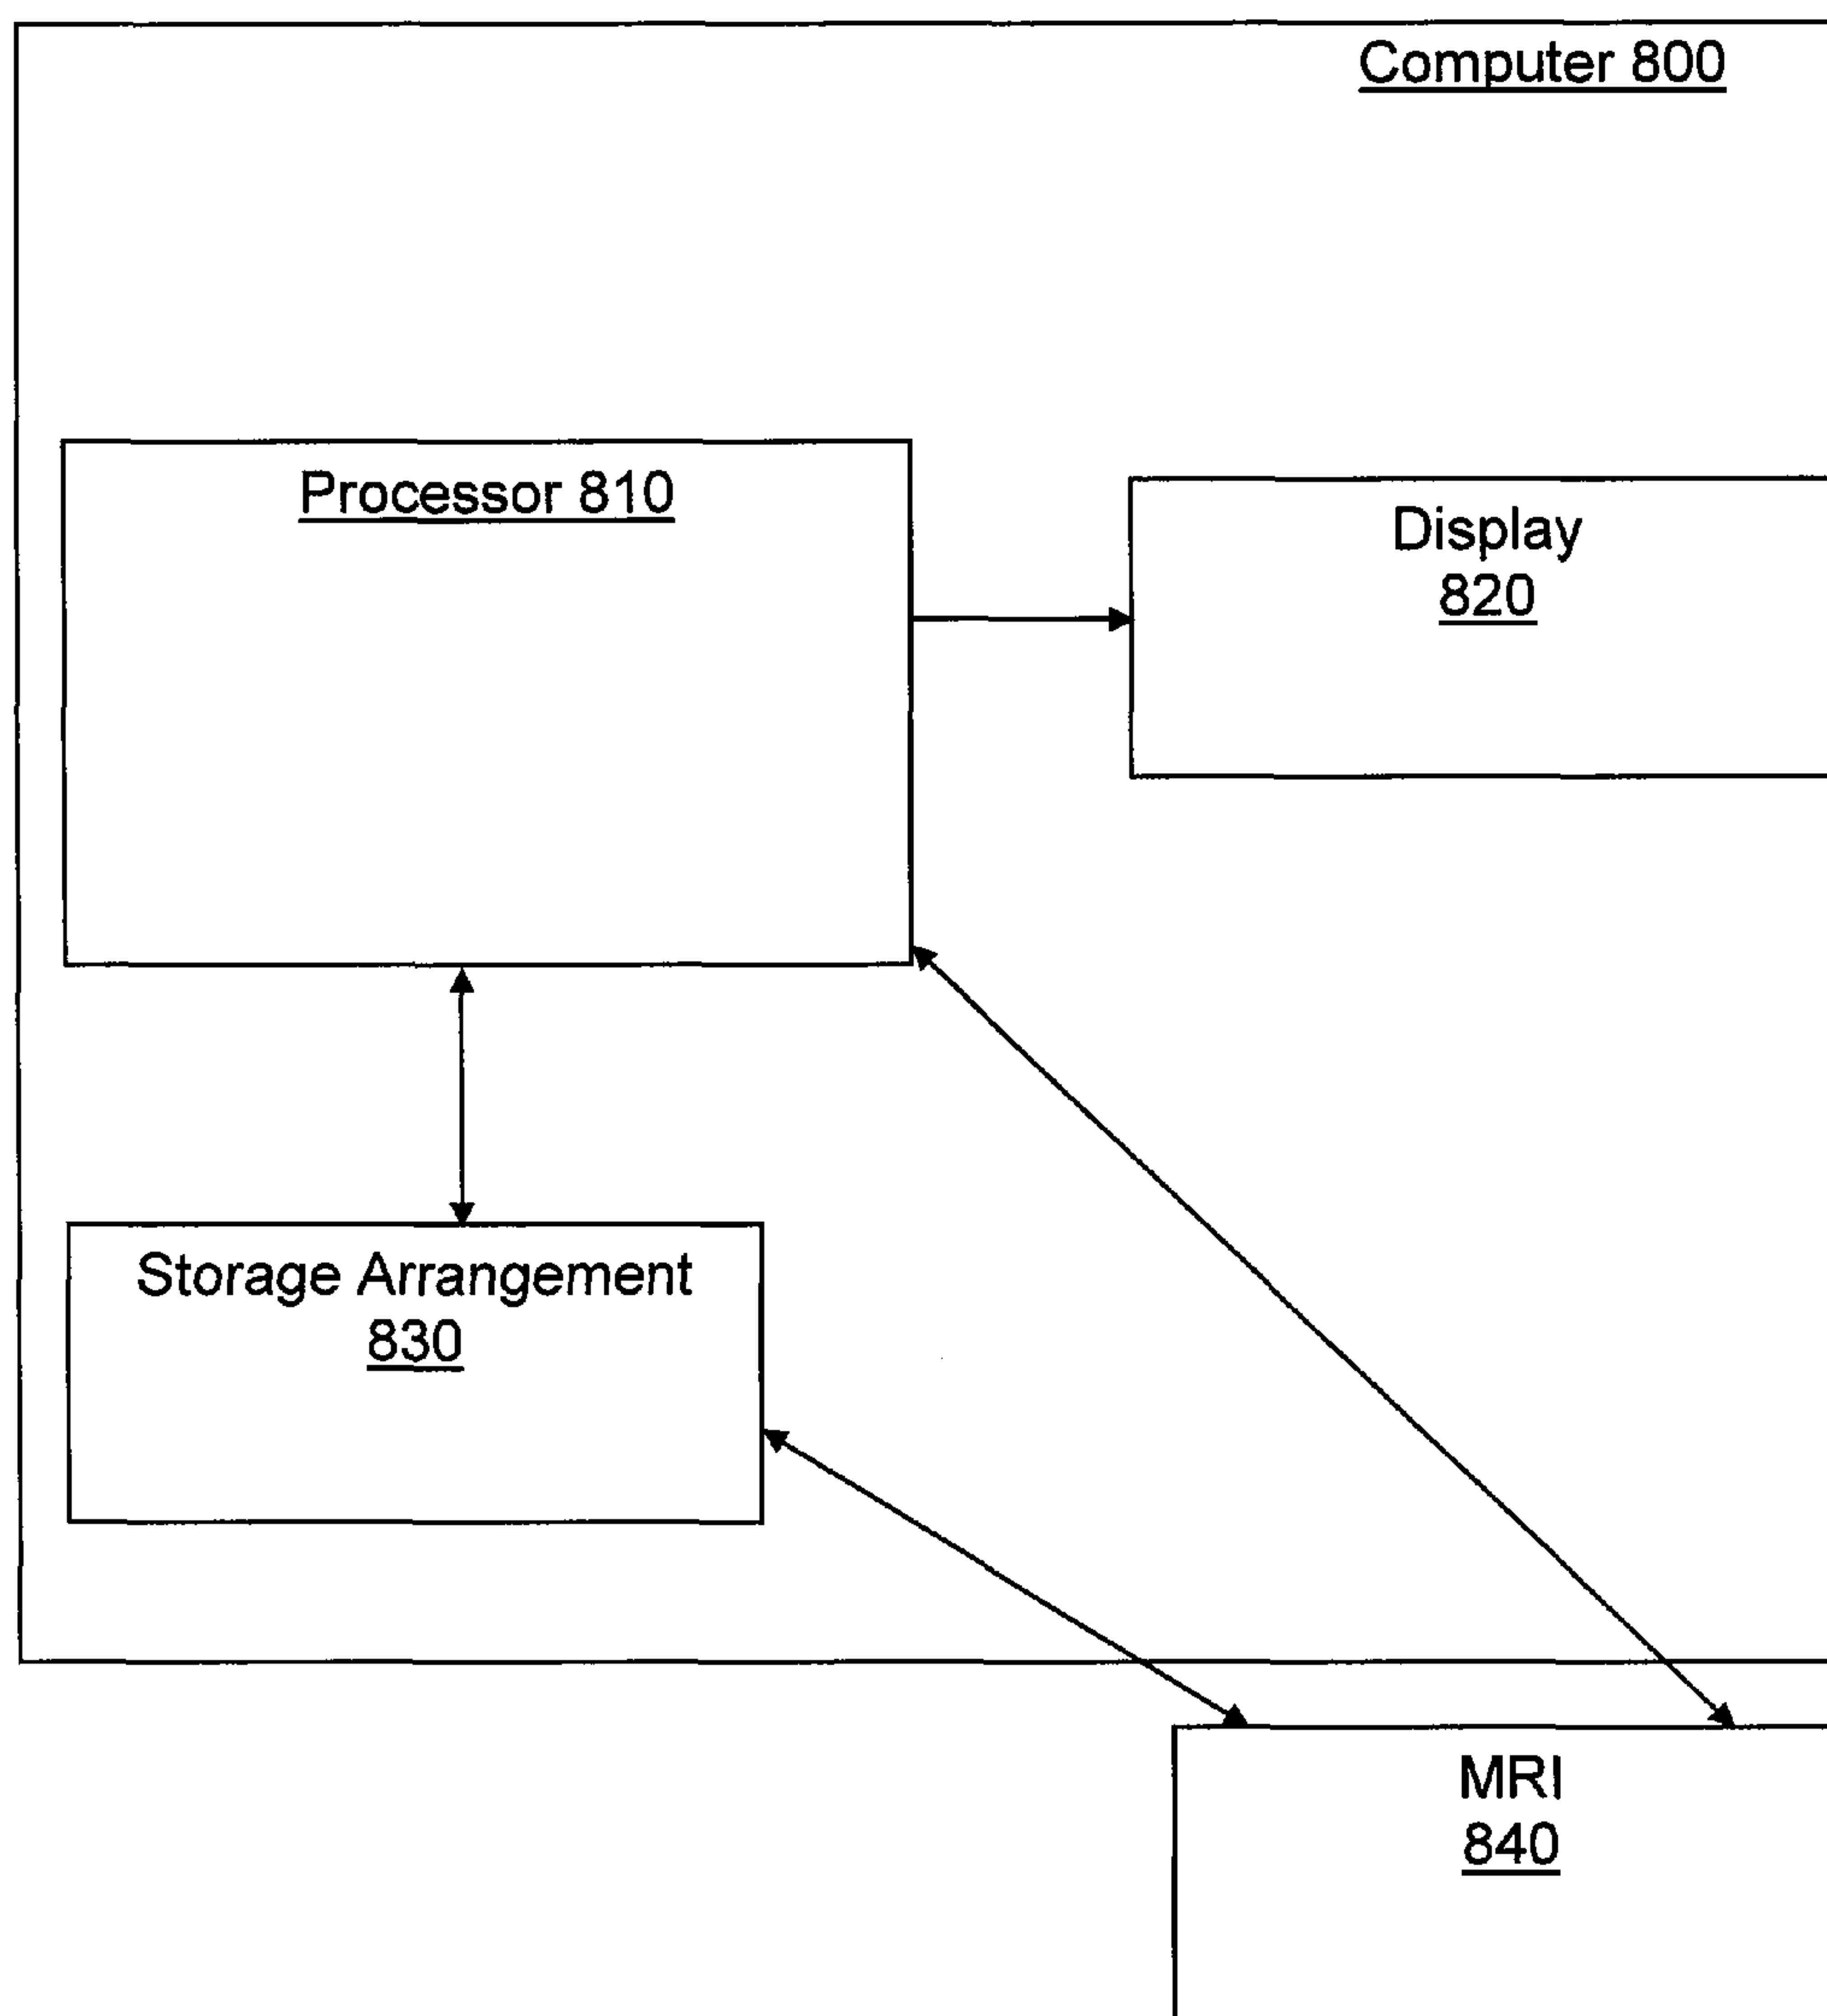 Computer 800
Processor 810
Display
820
Storage Arrangement
830
MRI
840